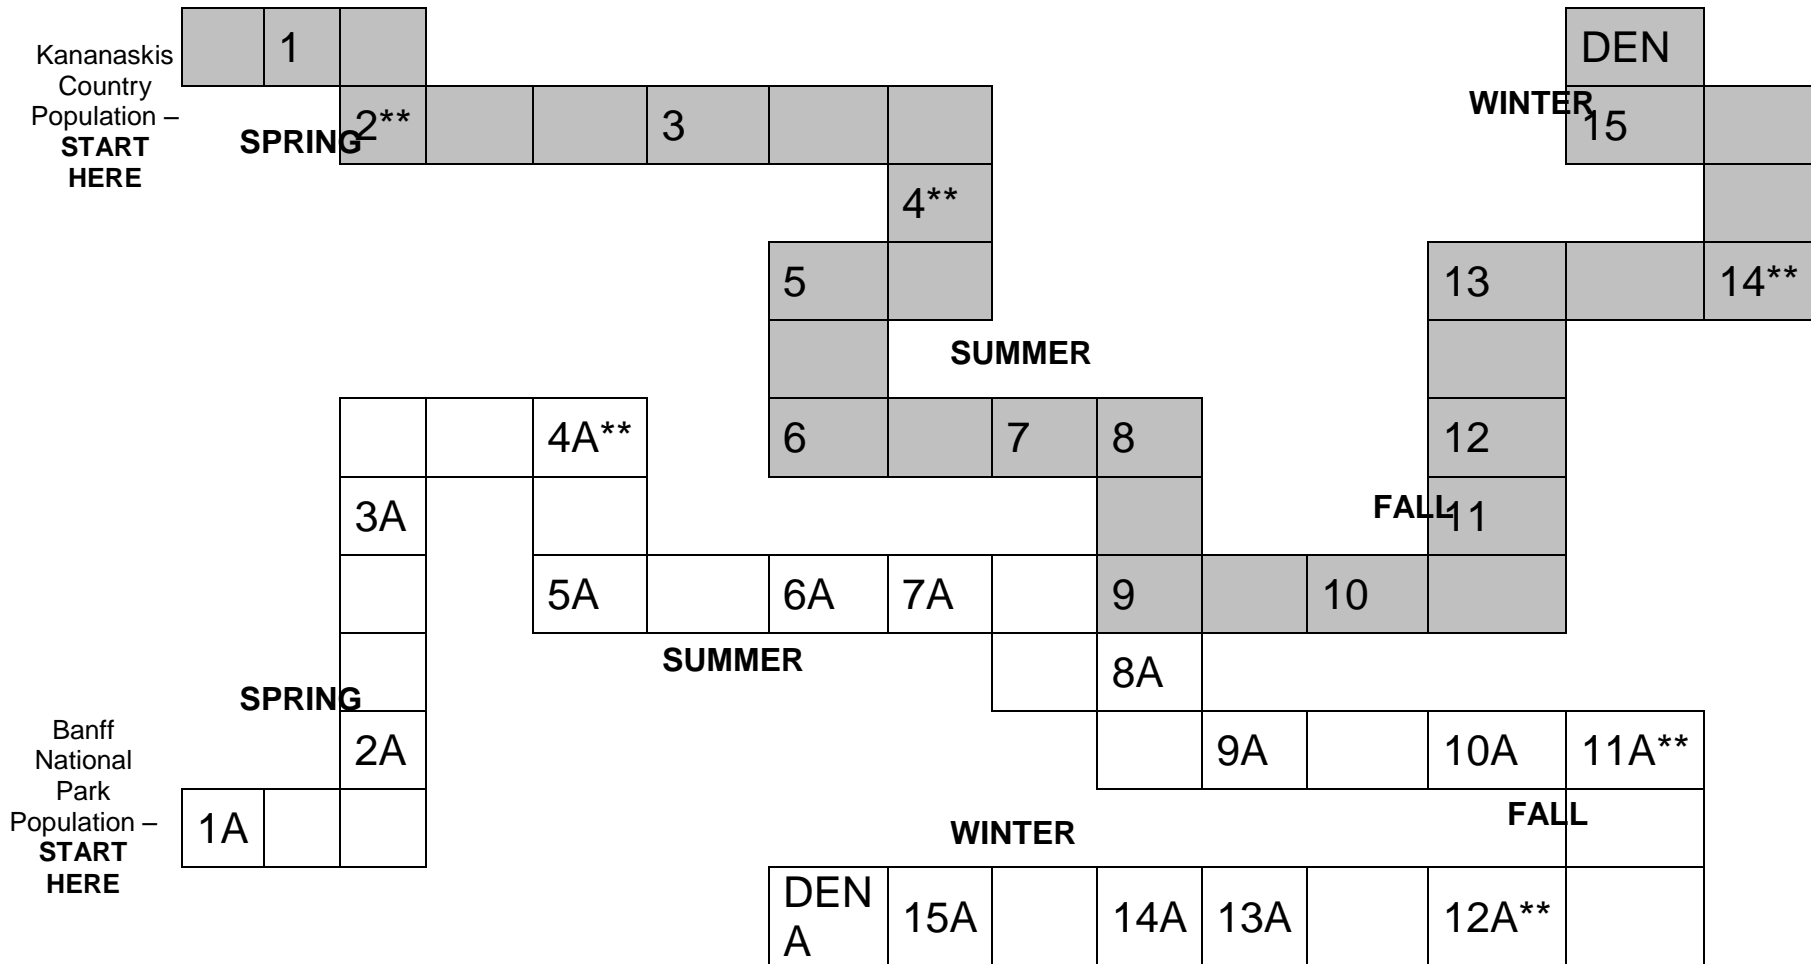 Kananaskis
Country
Population –
START
HERE
1
DEN
SPRING
2**
3
WINTER
15
4**
5
13
14**
SUMMER
4A**
6
7
8
12
3A
FALL
11
5A
6A
7A
9
10
SUMMER
8A
SPRING
Banff
National
Park
Population –
START
HERE
2A
9A
10A
11A**
1A
WINTER
FALL
DEN
A
15A
14A
13A
12A**